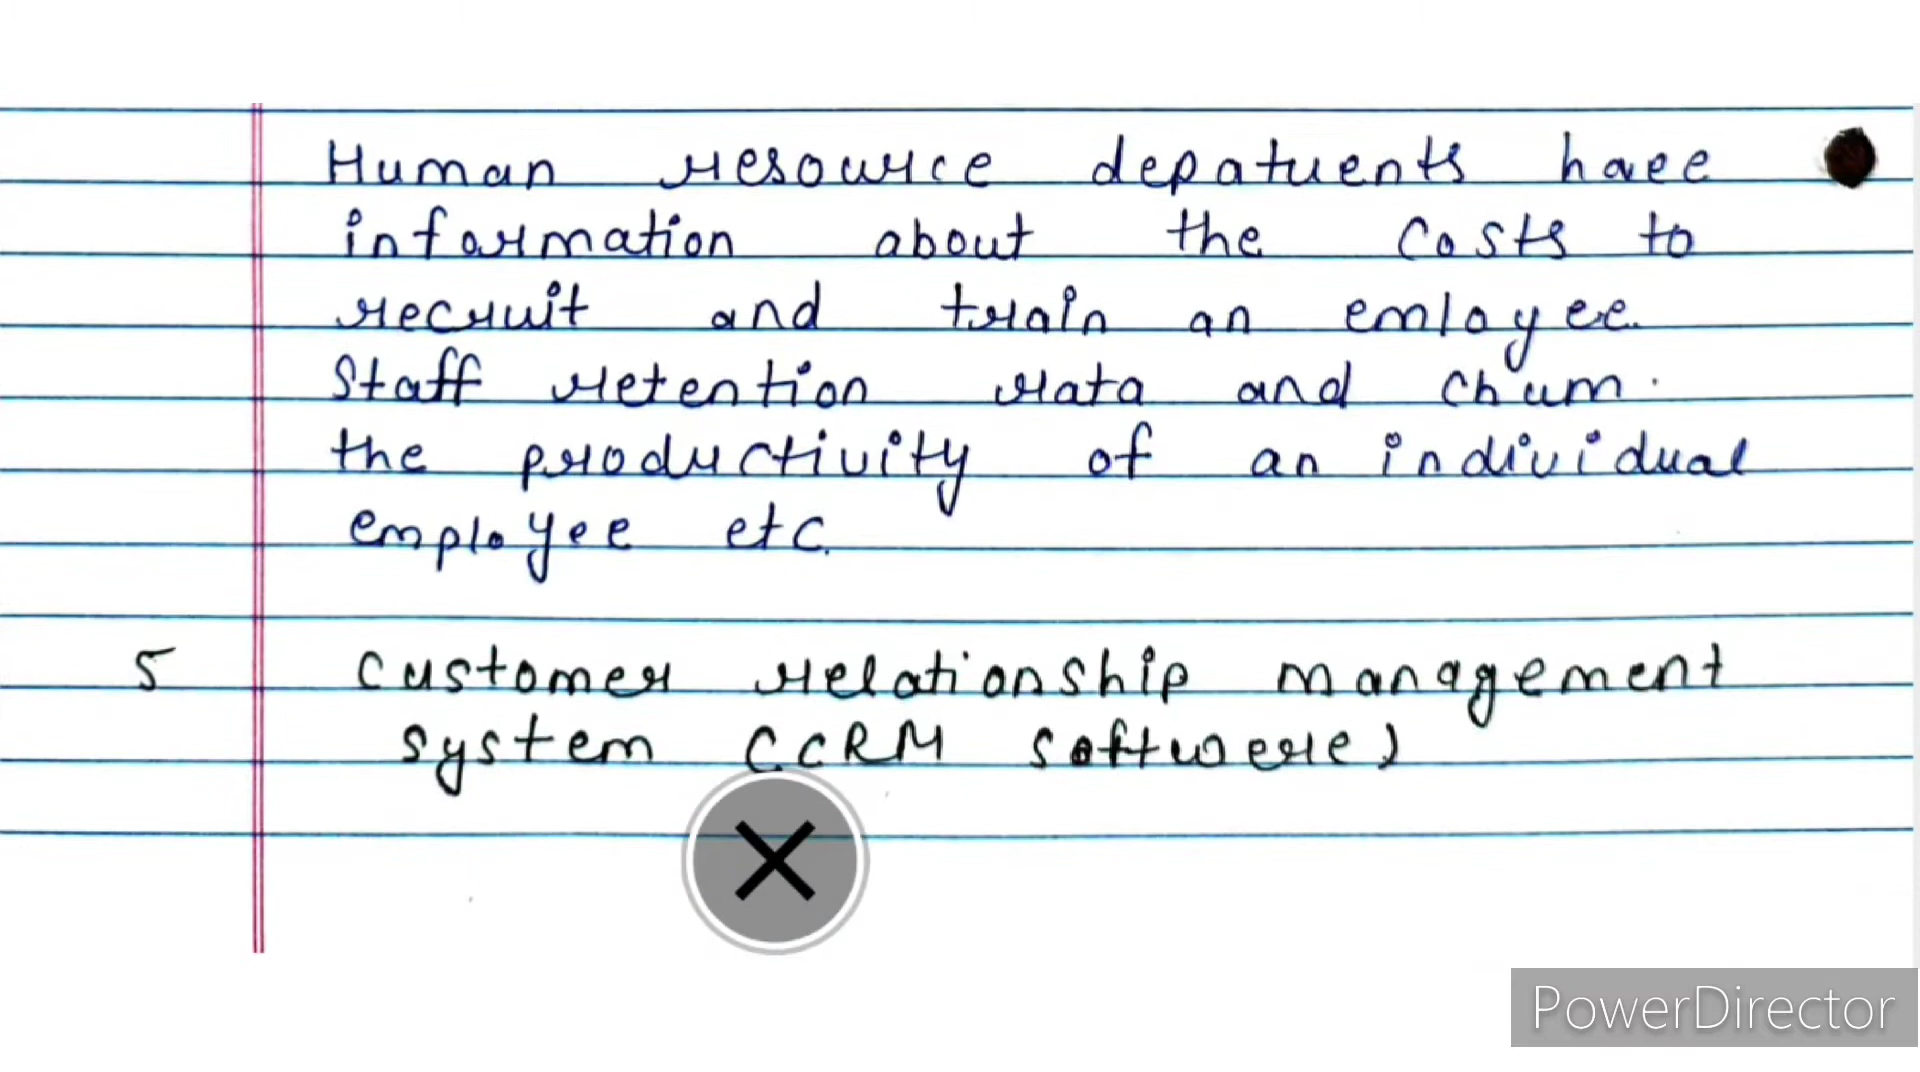 Human resource depatuents haee
information about the costs to
recruit and train an emloyee.
Staff retention rata and chum.
the productivity of an individual
employee etc.
5 Customer relationship management
system CCRM softwere)
PowerDirector